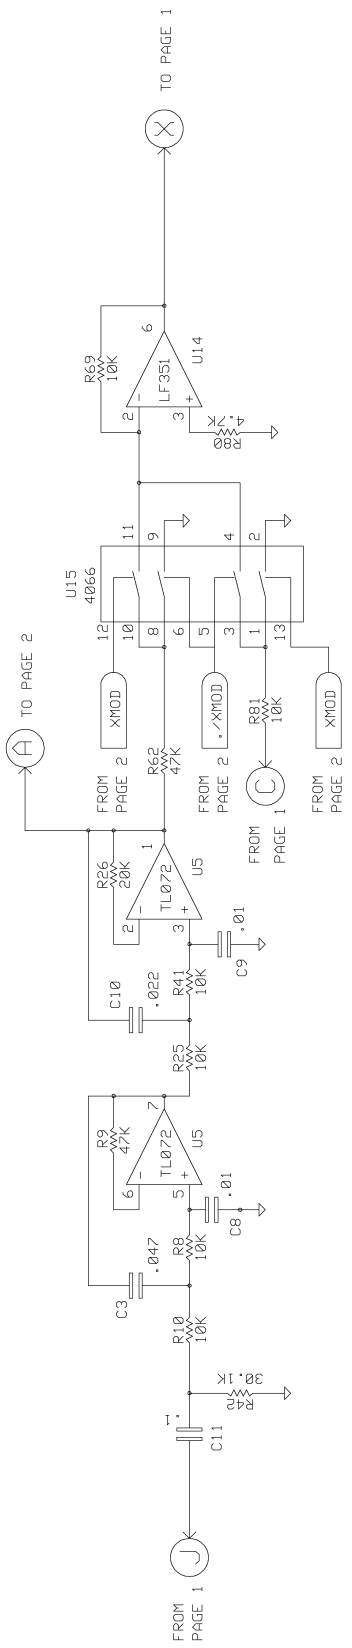 FROM
PAGE 1
J
.1
C11
R42
30.1K
R10
10K
C3
.047
R8
10K
C8
.01
6
5
7
R9
47K
TL072
U5
-
+
R25
10K
C10
.022
R41
10K
C9
.01
2
3
1
R26
20K
TL072
U5
-
+
A
TO PAGE 2
R62
47K
FROM
PAGE 2
XMOD
FROM
PAGE 2
./XMOD
FROM
PAGE 1
C
R81
10K
FROM
PAGE 2
XMOD
12
10
8
6
5
3
1
13
U15
4066
11
9
4
2
R69
10K
2
3
6
-
+
LF351
U14
R80
4.7K
X
TO PAGE 1